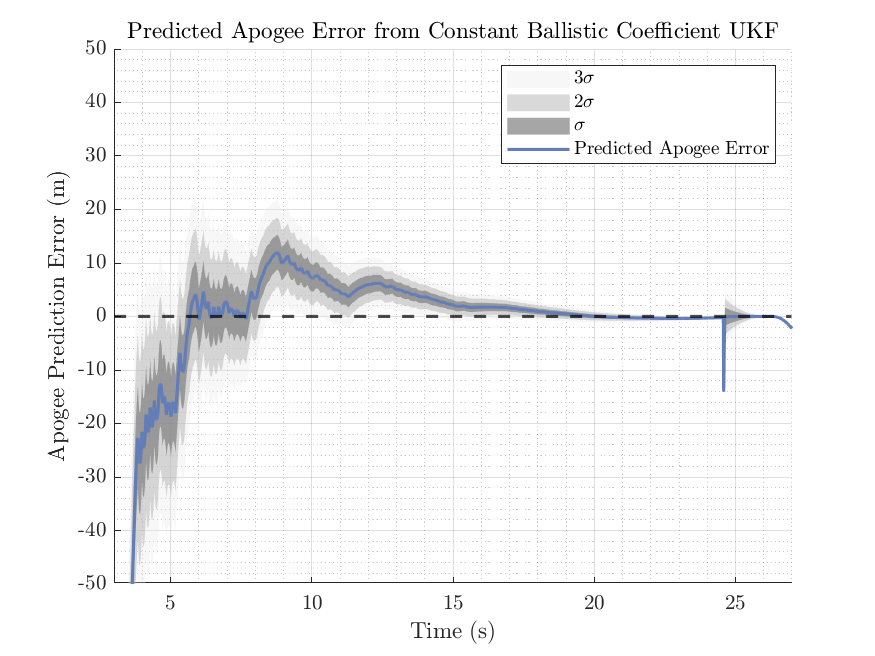 Predicted Apogee Error from Constant Ballistic Coefficient UKF
50
40
30
20
10
0
-10
-20
-30
-40
-50
Apogee Prediction Error (m)
3σ
2σ
σ
Predicted Apogee Error
5
10
15
20
25
Time (s)